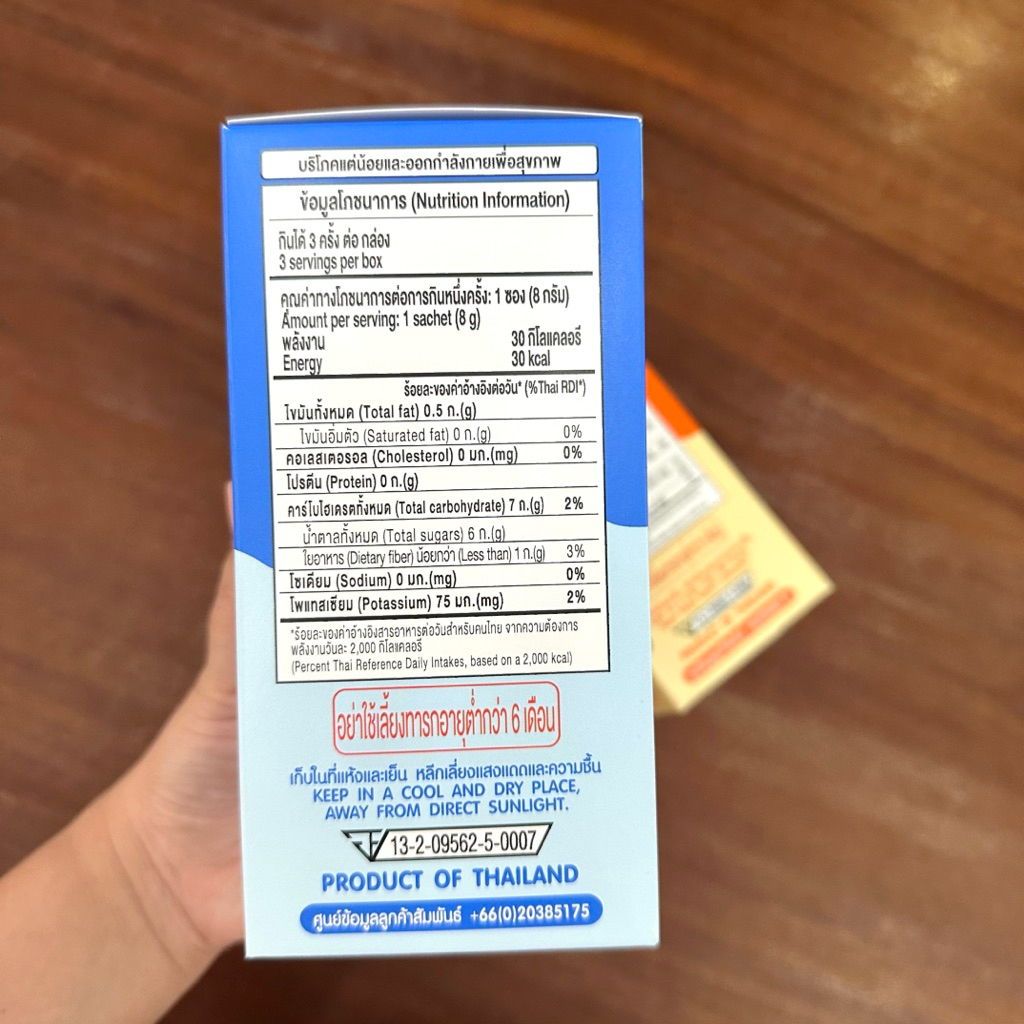 บริโภคแต่น้อยและออกกำลังกายเพื่อสุขภาพ
ข้อมูลโภชนาการ (Nutrition Information)
กินได้ 3 ครั้ง ต่อ กล่อง
3 servings per box
คุณค่าทางโภชนาการต่อการกินหนึ่งครั้ง: 1 ซอง (8 กรัม)
Amount per serving: 1 sachet (8 g)
พลังงาน 30 กิโลแคลอรี
Energy 30 kcal
ร้อยละของค่าอ้างอิงต่อวัน* (%Thai RDI*)
ไขมันทั้งหมด (Total fat) 0.5 ก.(g)
ไขมันอิ่มตัว (Saturated fat) 0 ก.(g) 0%
คอเลสเตอรอล (Cholesterol) 0 มก.(mg) 0%
โปรตีน (Protein) 0 ก.(g)
คาร์โบไฮเดรตทั้งหมด (Total carbohydrate) 7 ก.(g) 2%
น้ำตาลทั้งหมด (Total sugars) 6 ก.(g)
ใยอาหาร (Dietary fiber) น้อยกว่า (Less than) 1 ก.(g) 3%
โซเดียม (Sodium) 0 มก.(mg) 0%
โพแทสเซียม (Potassium) 75 มก.(mg) 2%
*ร้อยละของค่าอ้างอิงสารอาหารต่อวันสำหรับคนไทย จากความต้องการ
พลังงานวันละ 2,000 กิโลแคลอรี
(Percent Thai Reference Daily Intakes, based on a 2,000 kcal)
อย่าใช้เลี้ยงทารกอายุต่ำกว่า 6 เดือน
เก็บในที่แห้งและเย็น หลีกเลี่ยงแสงแดดและความชื้น
KEEP IN A COOL AND DRY PLACE,
AWAY FROM DIRECT SUNLIGHT.
13-2-09562-5-0007
PRODUCT OF THAILAND
ศูนย์ข้อมูลลูกค้าสัมพันธ์ +66(0)20385175